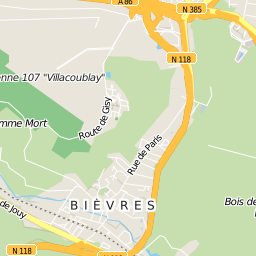 A 86
N 385
N 118
enne 107 "Villacoublay"
Route de Gisy
mme Mort
Rue de Paris
BIÈVRES
Bois de
de Jouy
N 118
N 118